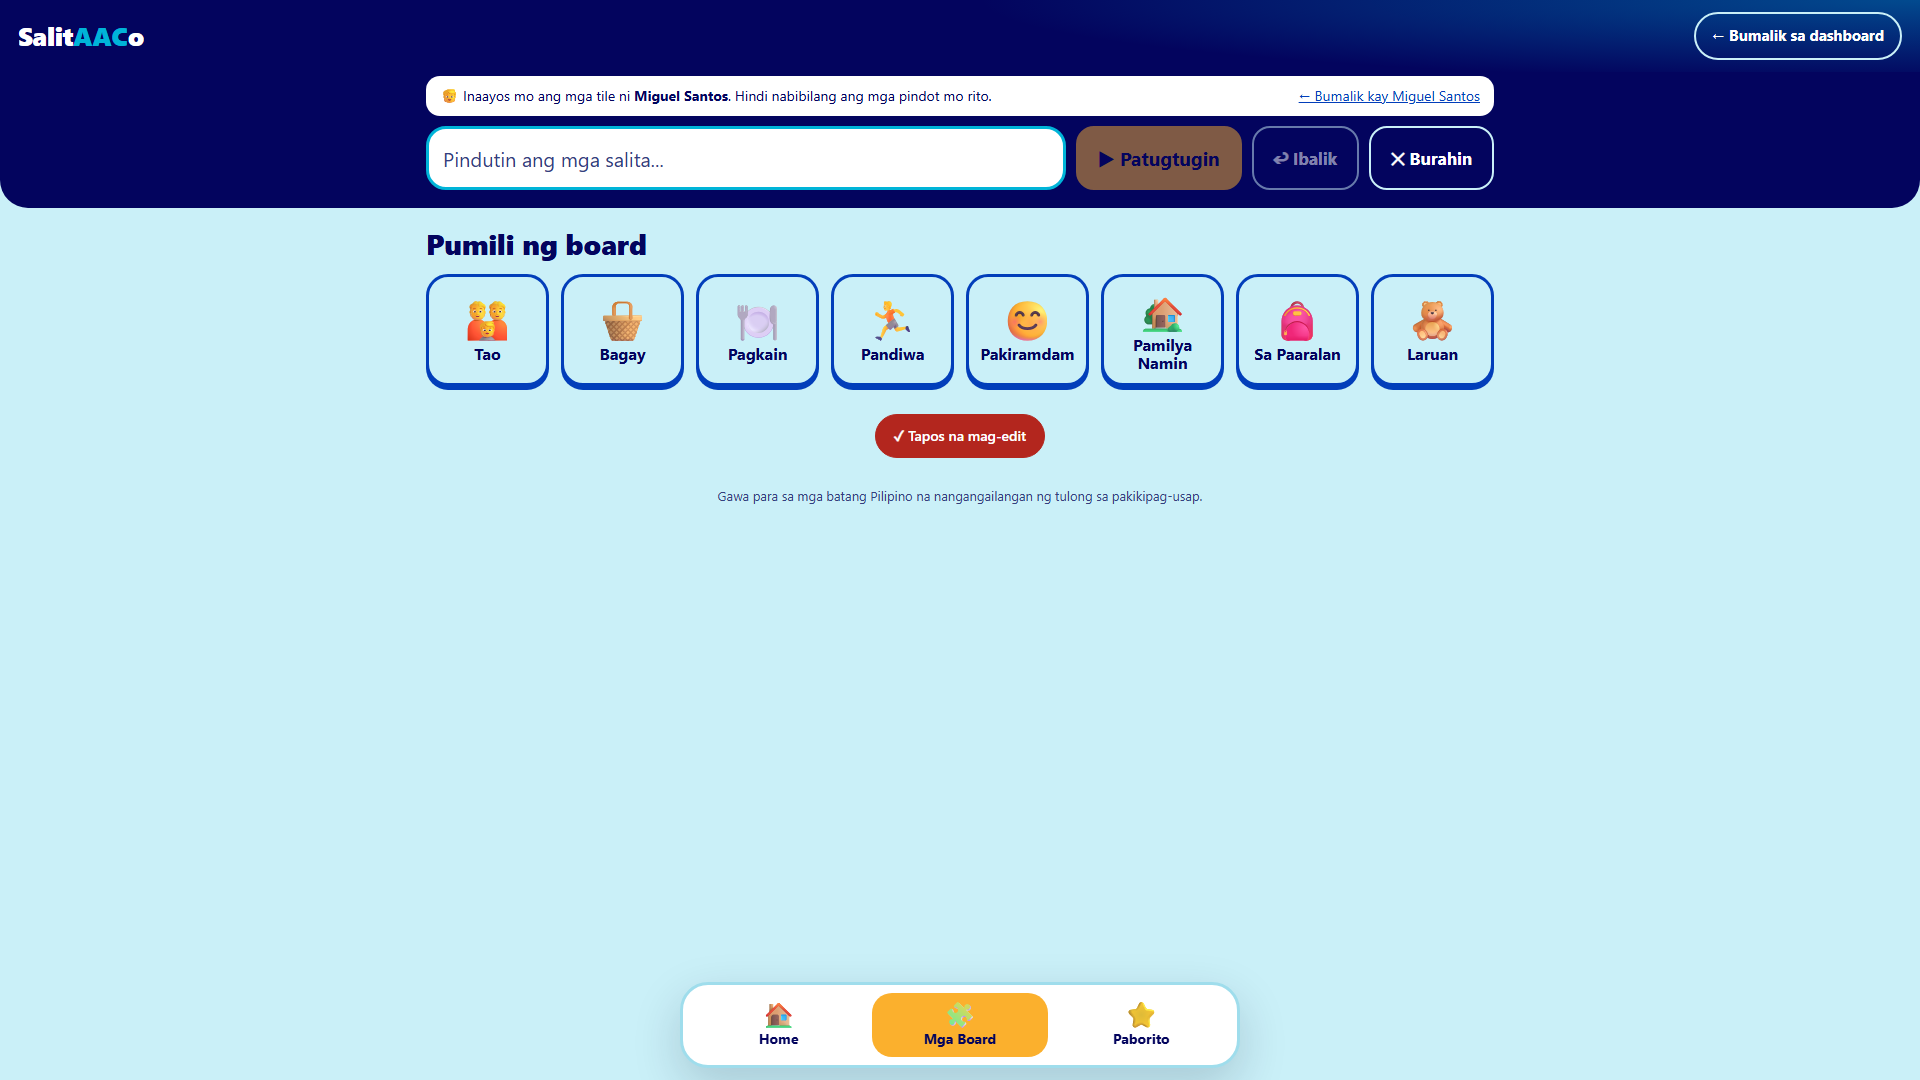 SalitAACo
← Bumalik sa dashboard
Inaayos mo ang mga tile ni Miguel Santos. Hindi nabibilang ang mga pindot mo rito.
← Bumalik kay Miguel Santos
Pindutin ang mga salita...
▶ Patugtugin
↩ Ibalik
✕ Burahin
Pumili ng board
Tao
Bagay
Pagkain
Pandiwa
Pakiramdam
Pamilya
Namin
Sa Paaralan
Laruan
✓ Tapos na mag-edit
Gawa para sa mga batang Pilipino na nangangailangan ng tulong sa pakikipag-usap.
Home
Mga Board
Paborito